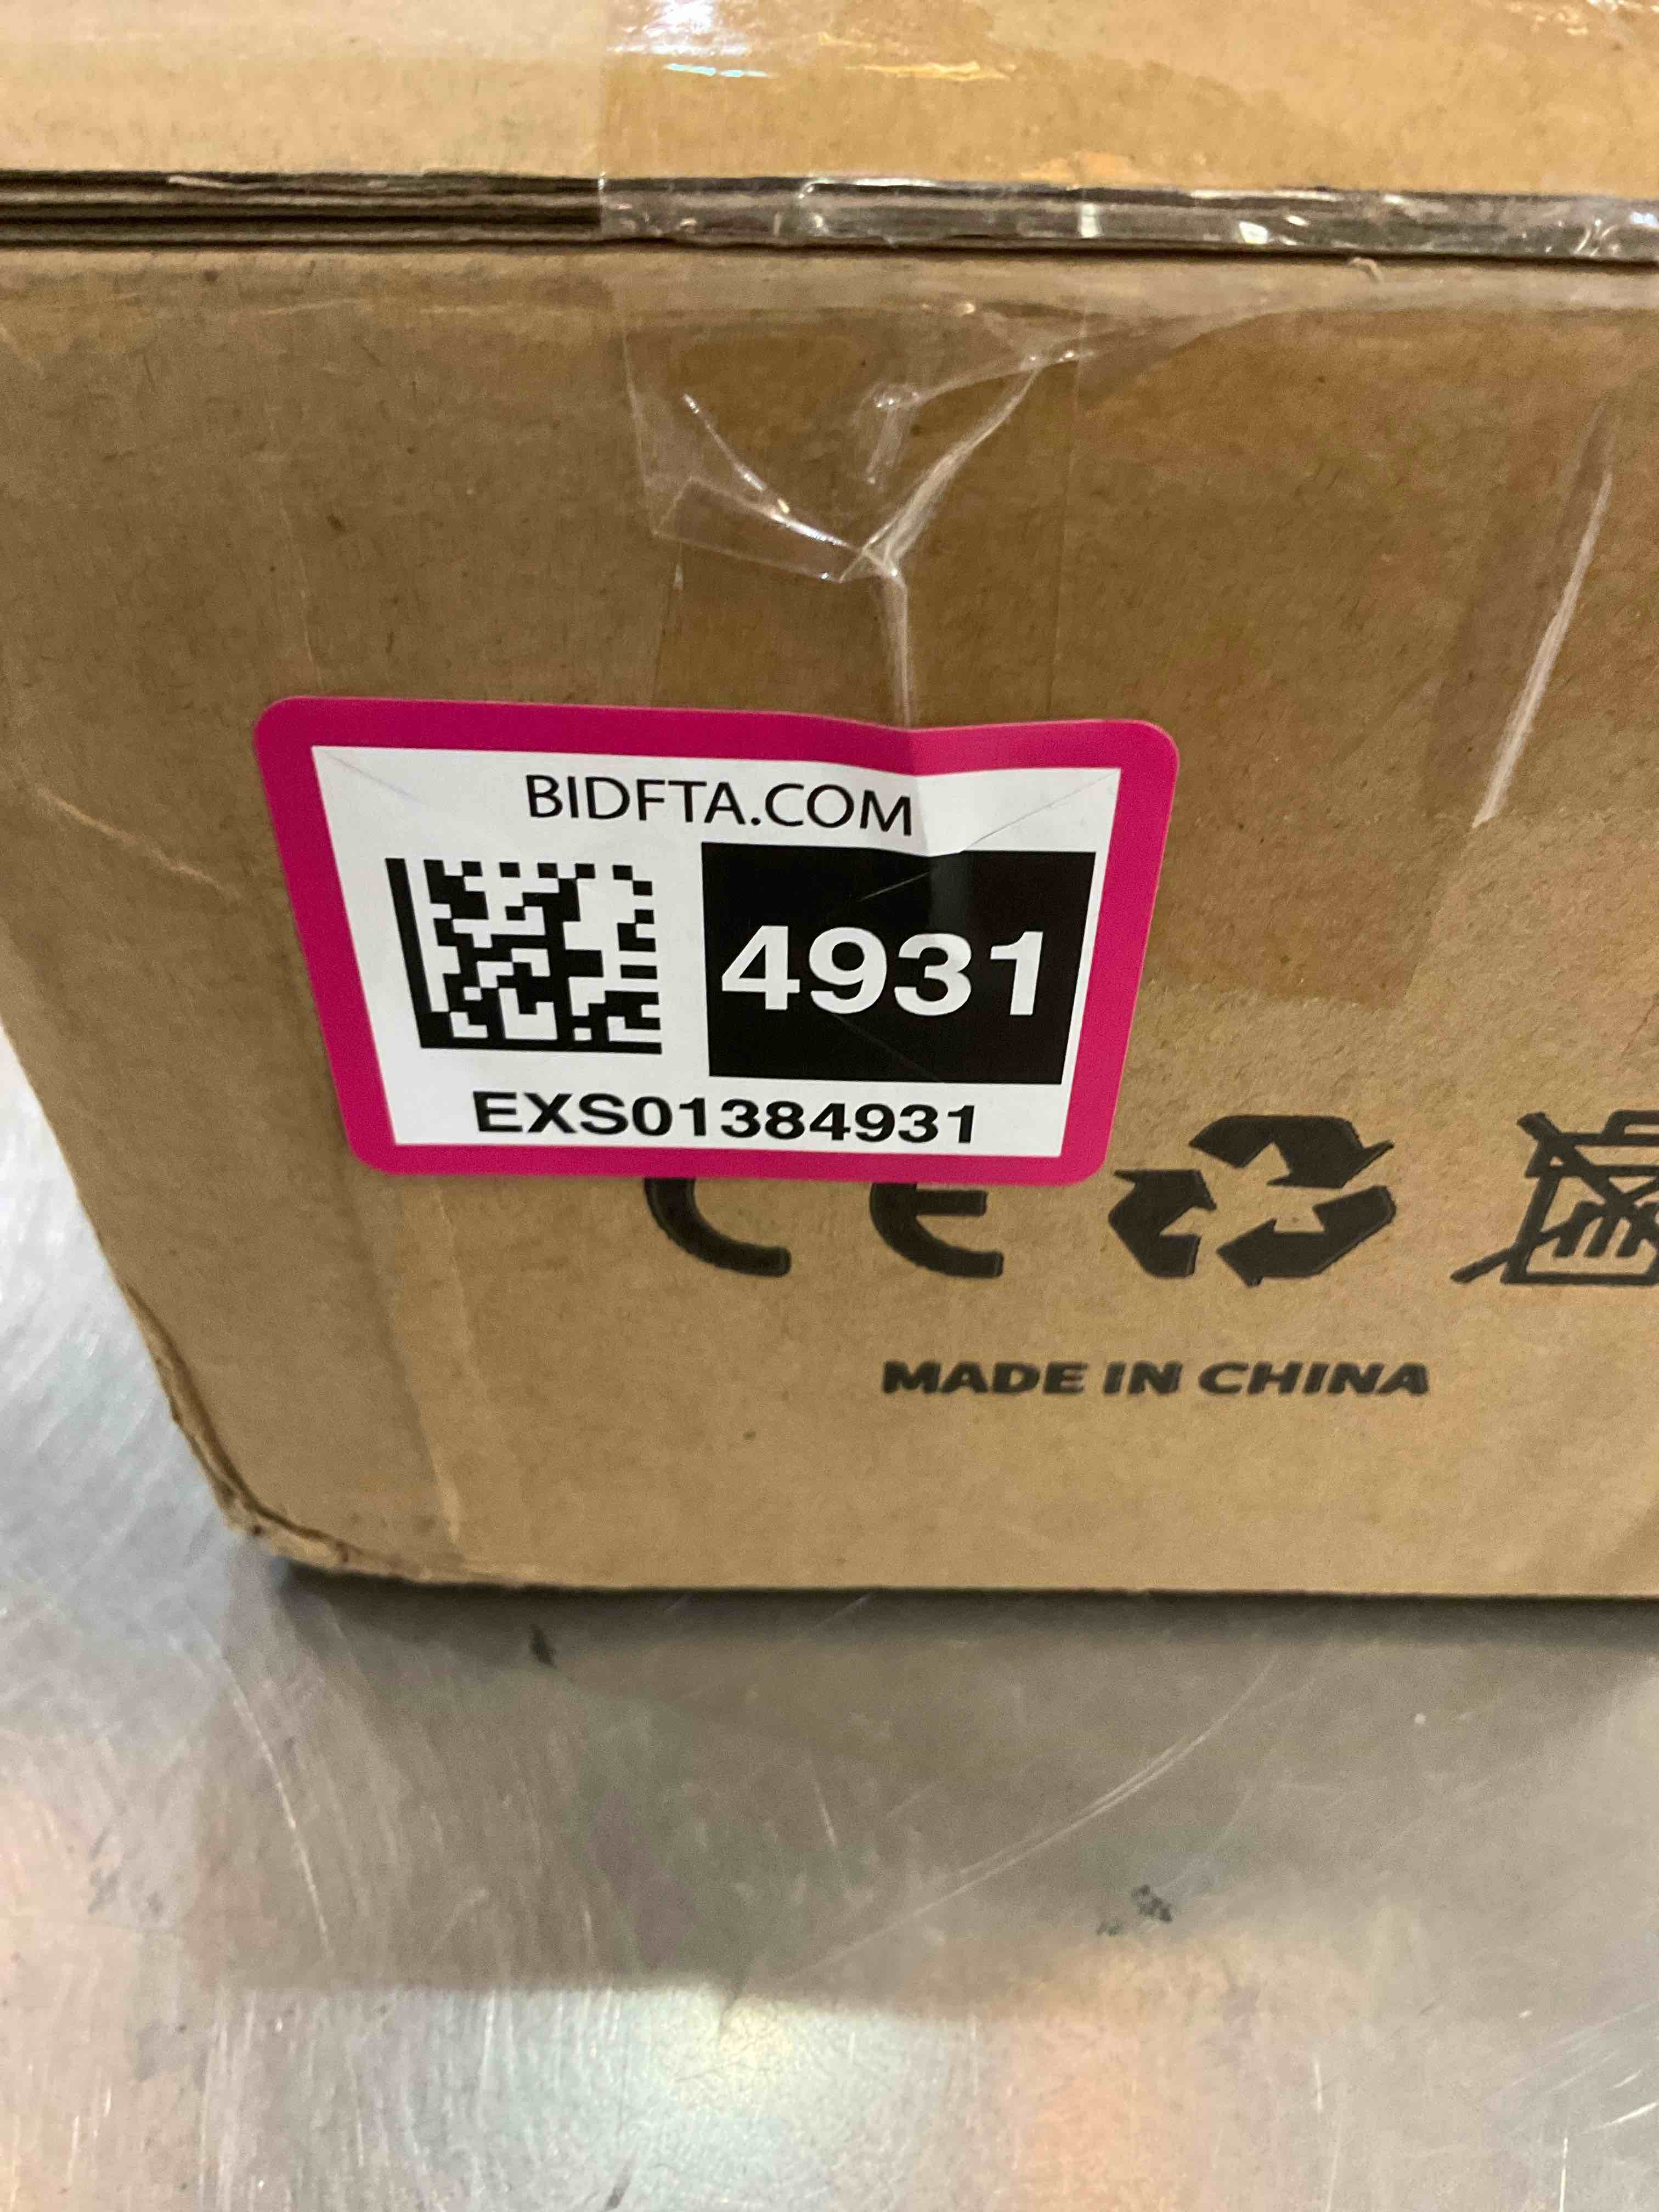 BIDFTA.COM
4931
EXS01384931
CE
MADE IN CHINA